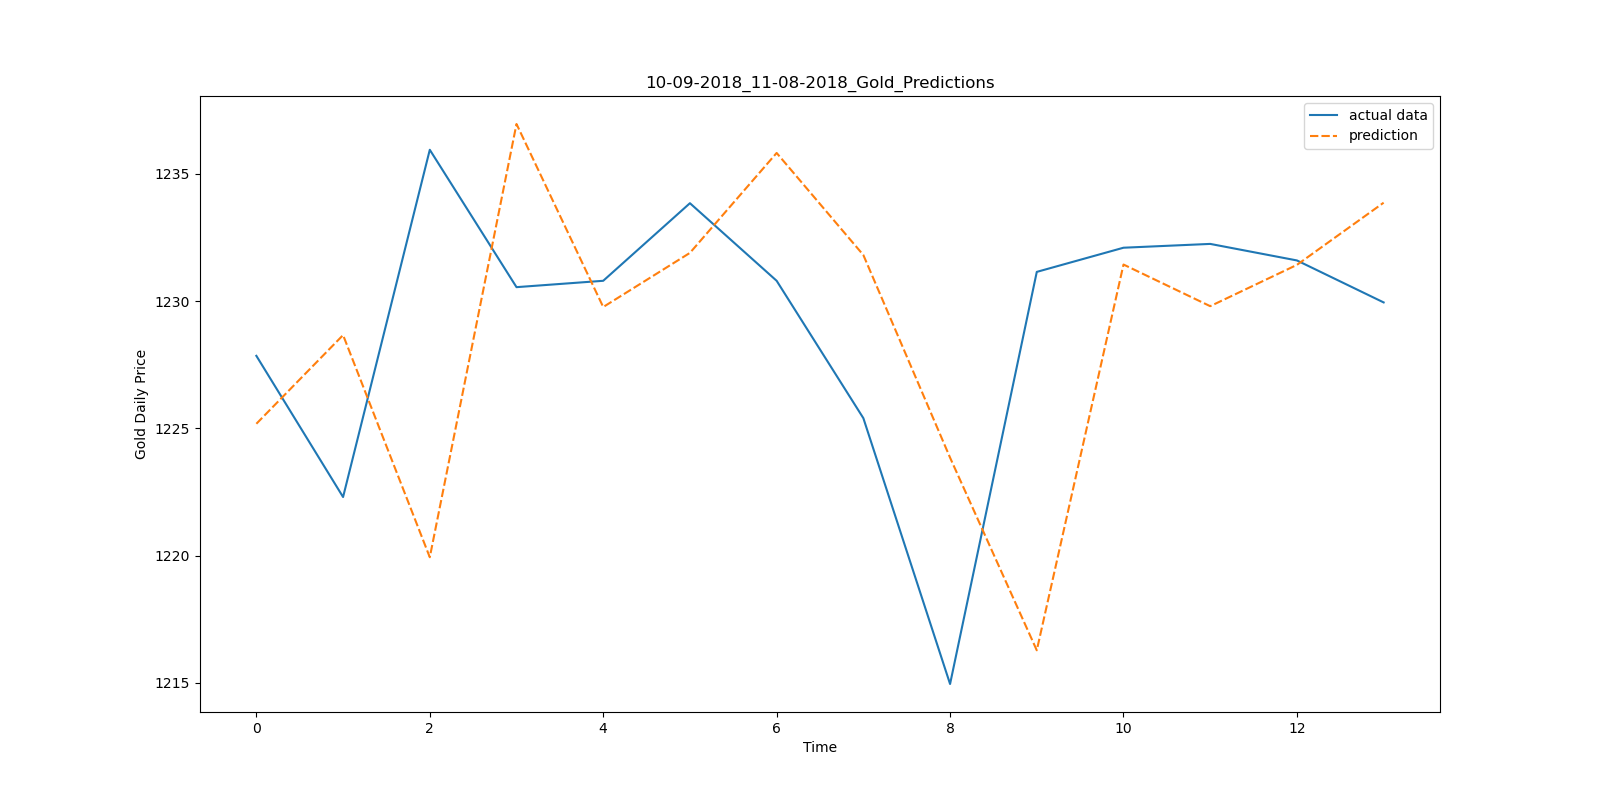 10-09-2018_11-08-2018_Gold_Predictions
actual data
prediction
Gold Daily Price
1235
1230
1225
1220
1215
0 2 4 6 8 10 12
Time